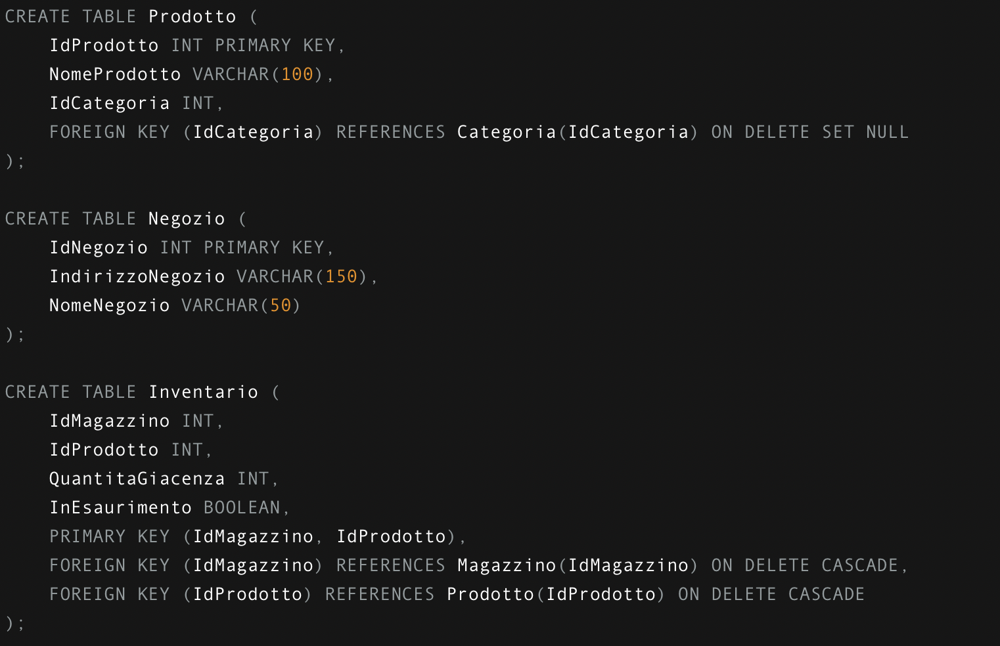 CREATE TABLE Prodotto (
    IdProdotto INT PRIMARY KEY,
    NomeProdotto VARCHAR(100),
    IdCategoria INT,
    FOREIGN KEY (IdCategoria) REFERENCES Categoria(IdCategoria) ON DELETE SET NULL
);

CREATE TABLE Negozio (
    IdNegozio INT PRIMARY KEY,
    IndirizzoNegozio VARCHAR(150),
    NomeNegozio VARCHAR(50)
);

CREATE TABLE Inventario (
    IdMagazzino INT,
    IdProdotto INT,
    QuantitaGiacenza INT,
    InEsaurimento BOOLEAN,
    PRIMARY KEY (IdMagazzino, IdProdotto),
    FOREIGN KEY (IdMagazzino) REFERENCES Magazzino(IdMagazzino) ON DELETE CASCADE,
    FOREIGN KEY (IdProdotto) REFERENCES Prodotto(IdProdotto) ON DELETE CASCADE
);